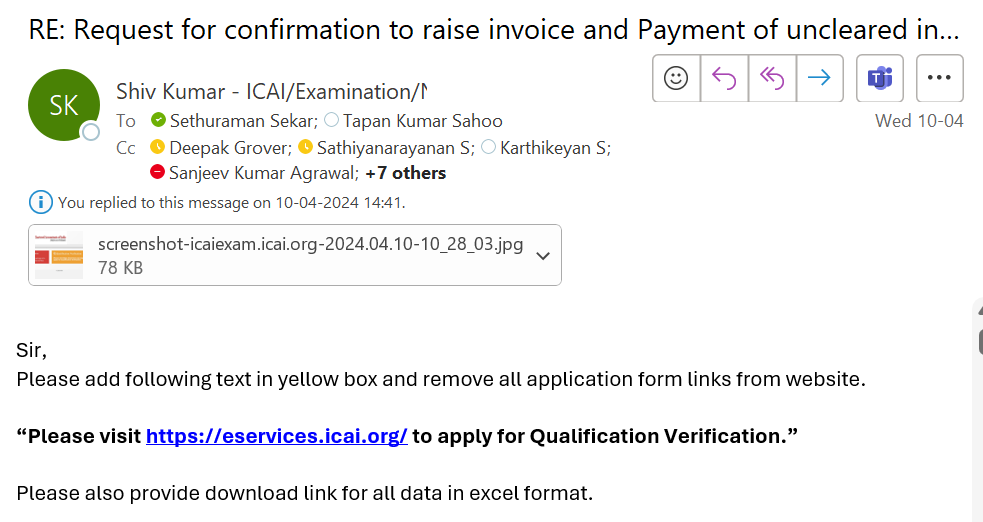 RE: Request for confirmation to raise invoice and Payment of uncleared in...
SK
Shiv Kumar - ICAI/Examination/
To Sethuraman Sekar; Tapan Kumar Sahoo
Wed 10-04
Cc Deepak Grover; Sathiyanarayanan S; Karthikeyan S;
Sanjeev Kumar Agrawal; +7 others
You replied to this message on 10-04-2024 14:41.
screenshot-icaiexam.icai.org-2024.04.10-10_28_03.jpg
78 KB
Sir,
Please add following text in yellow box and remove all application form links from website.
“Please visit https://eservices.icai.org/ to apply for Qualification Verification.”
Please also provide download link for all data in excel format.